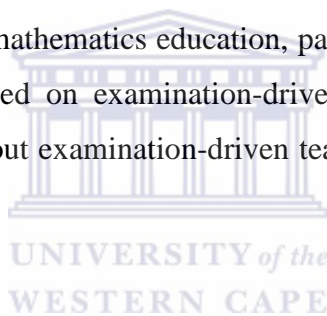 mathematics education, pa
ed on examination-drive
out examination-driven tea
UNIVERSITY of the
WESTERN CAPE